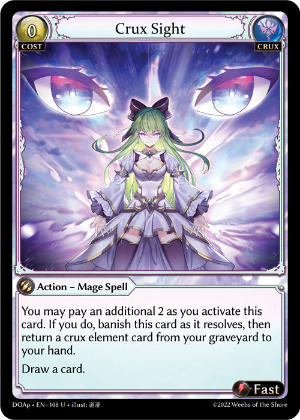 0
Crux Sight
COST
CRUX
Action – Mage Spell
You may pay an additional 2 as you activate
this card. If you do, banish this card as it resolves, then
return a crux element card from your graveyard to
your hand.
Draw a card.
Fast
DOAp • EN-108 U • illust:
©2022 Weebs of the Shore